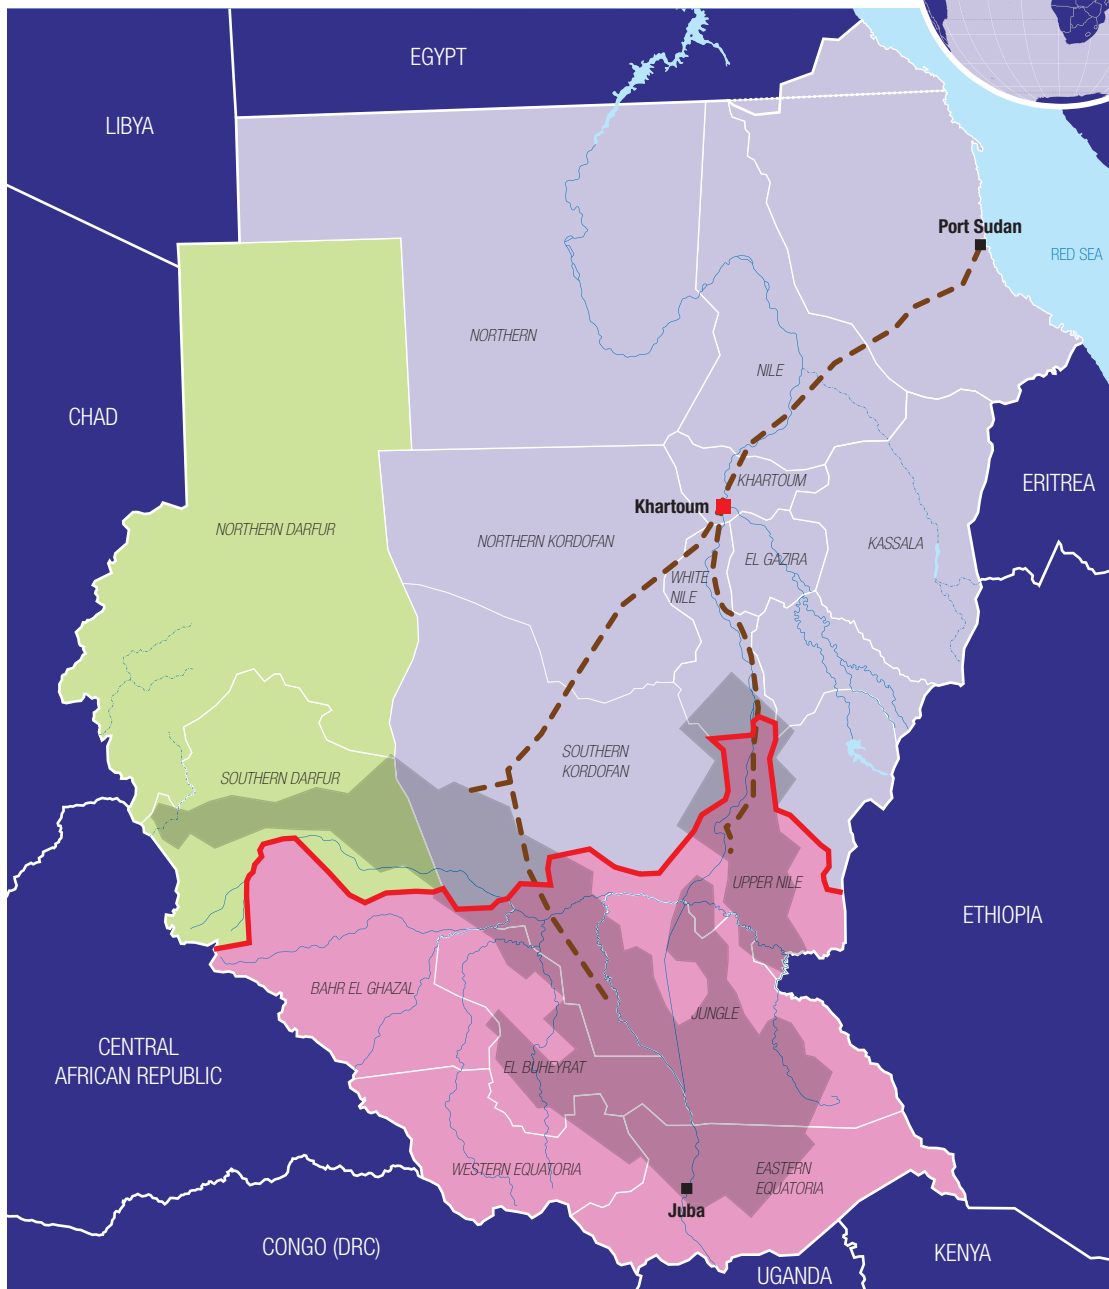 EGYPT
LIBYA
Port Sudan
RED SEA
NORTHERN
NILE
CHAD
KHARTOUM
ERITREA
Khartoum
NORTHERN DARFUR
NORTHERN KORDOFAN
KASSALA
EL GAZIRA
WHITE
NILE
SOUTHERN
KORDOFAN
SOUTHERN DARFUR
UPPER NILE
ETHIOPIA
BAHR EL GHAZAL
JUNGLE
CENTRAL
AFRICAN REPUBLIC
EL BUHEYRAT
WESTERN EQUATORIA
EASTERN
EQUATORIA
Juba
CONGO (DRC)
KENYA
UGANDA